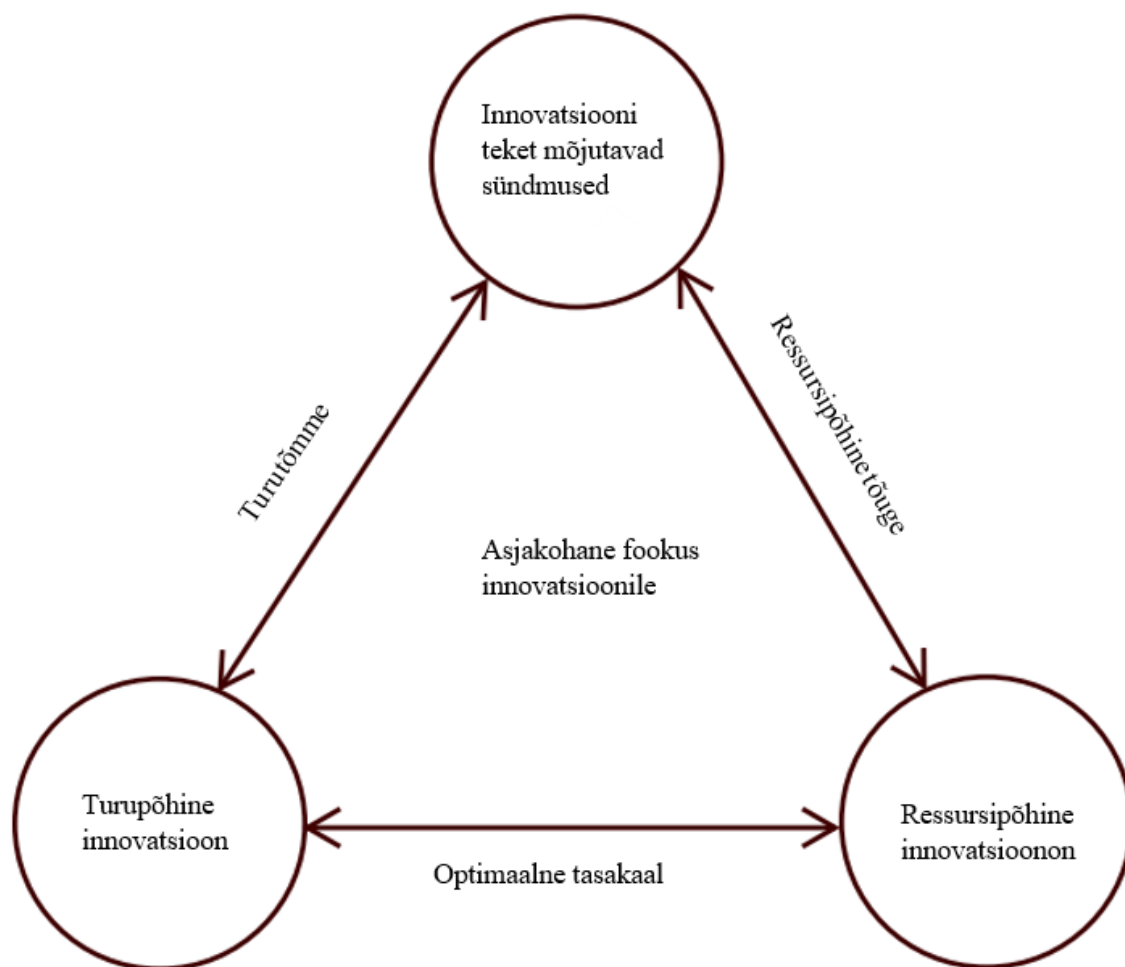 Innovatsiooni
teket mõjutavad
sündmused
Turutõmme
Ressursipõhine tõuge
Asjakohane fookus
innovatsioonile
Turupõhine
innovatsioon
Optimaalne tasakaal
Ressursipõhine
innovatsioonon